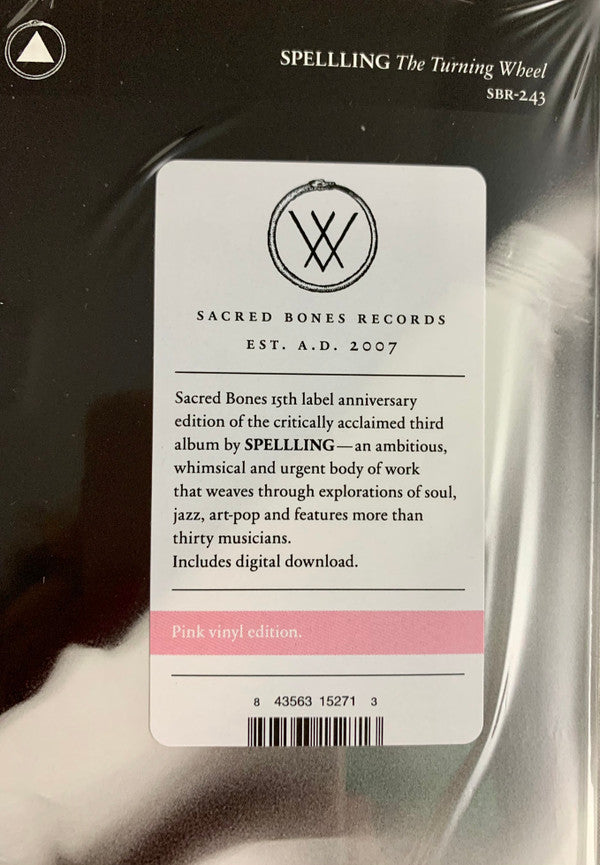 SPELLLING The Turning Wheel
SBR-243
SACRED BONES RECORDS
EST. A.D. 2007
Sacred Bones 15th label anniversary
edition of the critically acclaimed third
album by SPELLLING—an ambitious,
whimsical and urgent body of work
that weaves through explorations of soul,
jazz, art-pop and features more than
thirty musicians.
Includes digital download.
Pink vinyl edition.
8 43563 15271 3